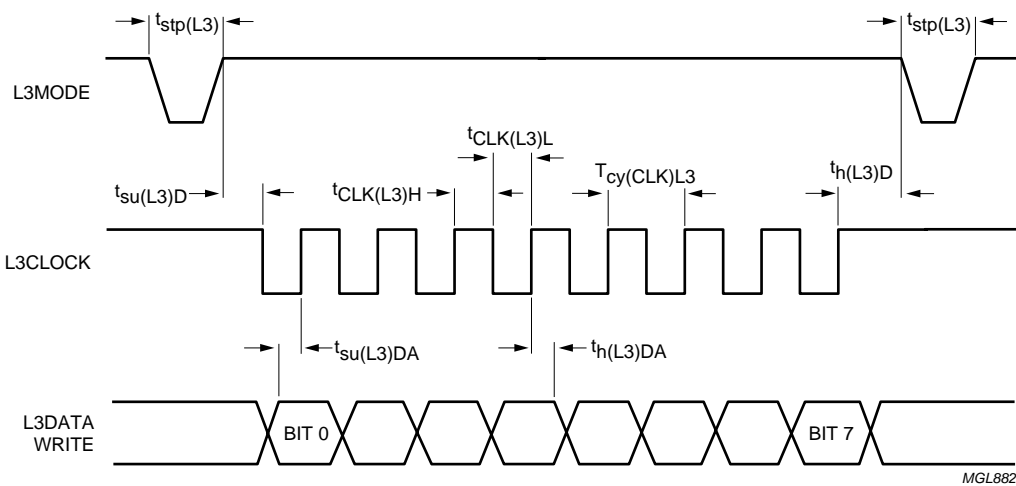 tstp(L3)
tstp(L3)
L3MODE
tCLK(L3)L
tsu(L3)D
tCLK(L3)H
Tcy(CLK)L3
th(L3)D
L3CLOCK
tsu(L3)DA
th(L3)DA
L3DATA
WRITE
BIT 0
BIT 7
MGL882